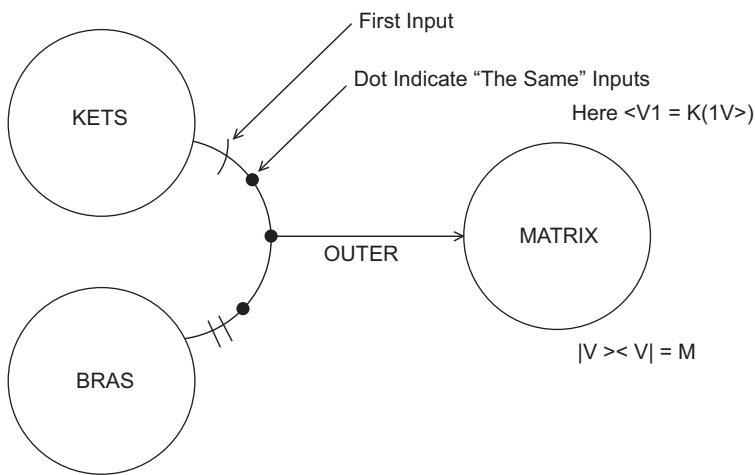 First Input
Dot Indicate “The Same” Inputs
KETS
Here <V1 = K(1V>)
OUTER
MATRIX
|V >< V| = M
BRAS